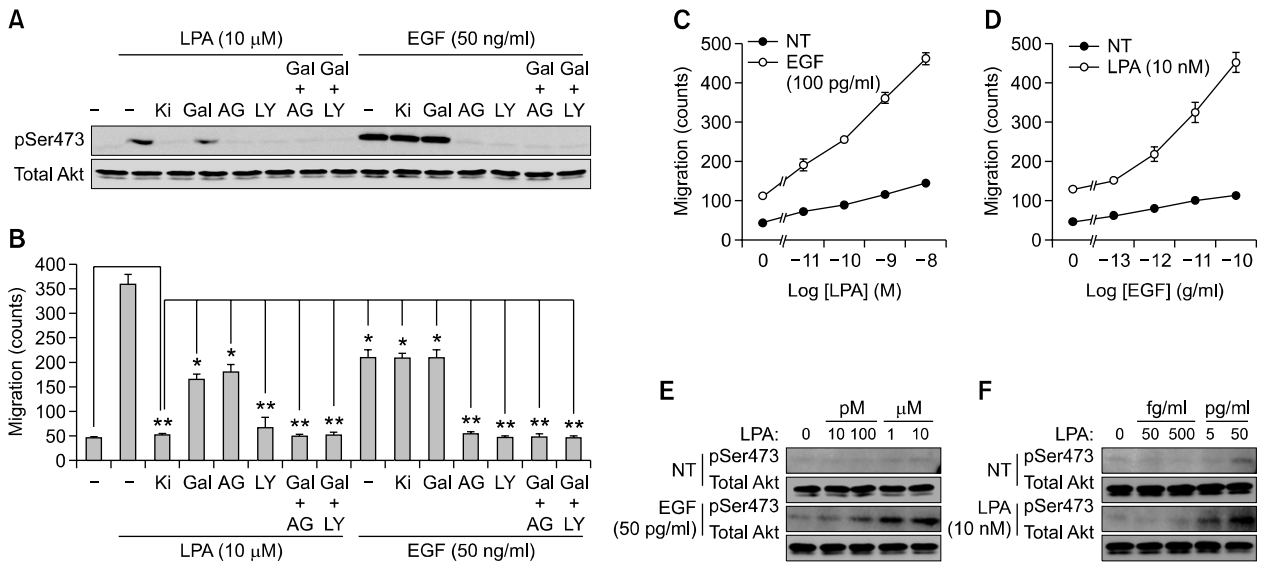 A
LPA (10 μM)
EGF (50 ng/ml)
Gal Gal
Gal Gal
+ +
+ +
– – Ki Gal AG LY AG LY – Ki Gal AG LY AG LY
pSer473
Total Akt
B
Migration (counts)
400
350
300
250
200
150
100
50
0
** * * ** ** ** * * * ** ** ** **
– – Ki Gal AG LY Gal Gal – Ki Gal AG LY Gal Gal
+ + + +
AG LY AG LY
LPA (10 μM)
EGF (50 ng/ml)
C
Migration (counts)
500
400
300
200
100
0
NT
EGF
(100 pg/ml)
0 −11 −10 −9 −8
Log [LPA] (M)
D
Migration (counts)
500
400
300
200
100
0
NT
LPA (10 nM)
0 −13 −12 −11 −10
Log [EGF] (g/ml)
E
pM μM
LPA: 0 10 100 1 10
NT
pSer473
Total Akt
EGF
(50 pg/ml)
pSer473
Total Akt
F
fg/ml pg/ml
LPA: 0 50 500 5 50
NT
pSer473
Total Akt
LPA
(10 nM)
pSer473
Total Akt